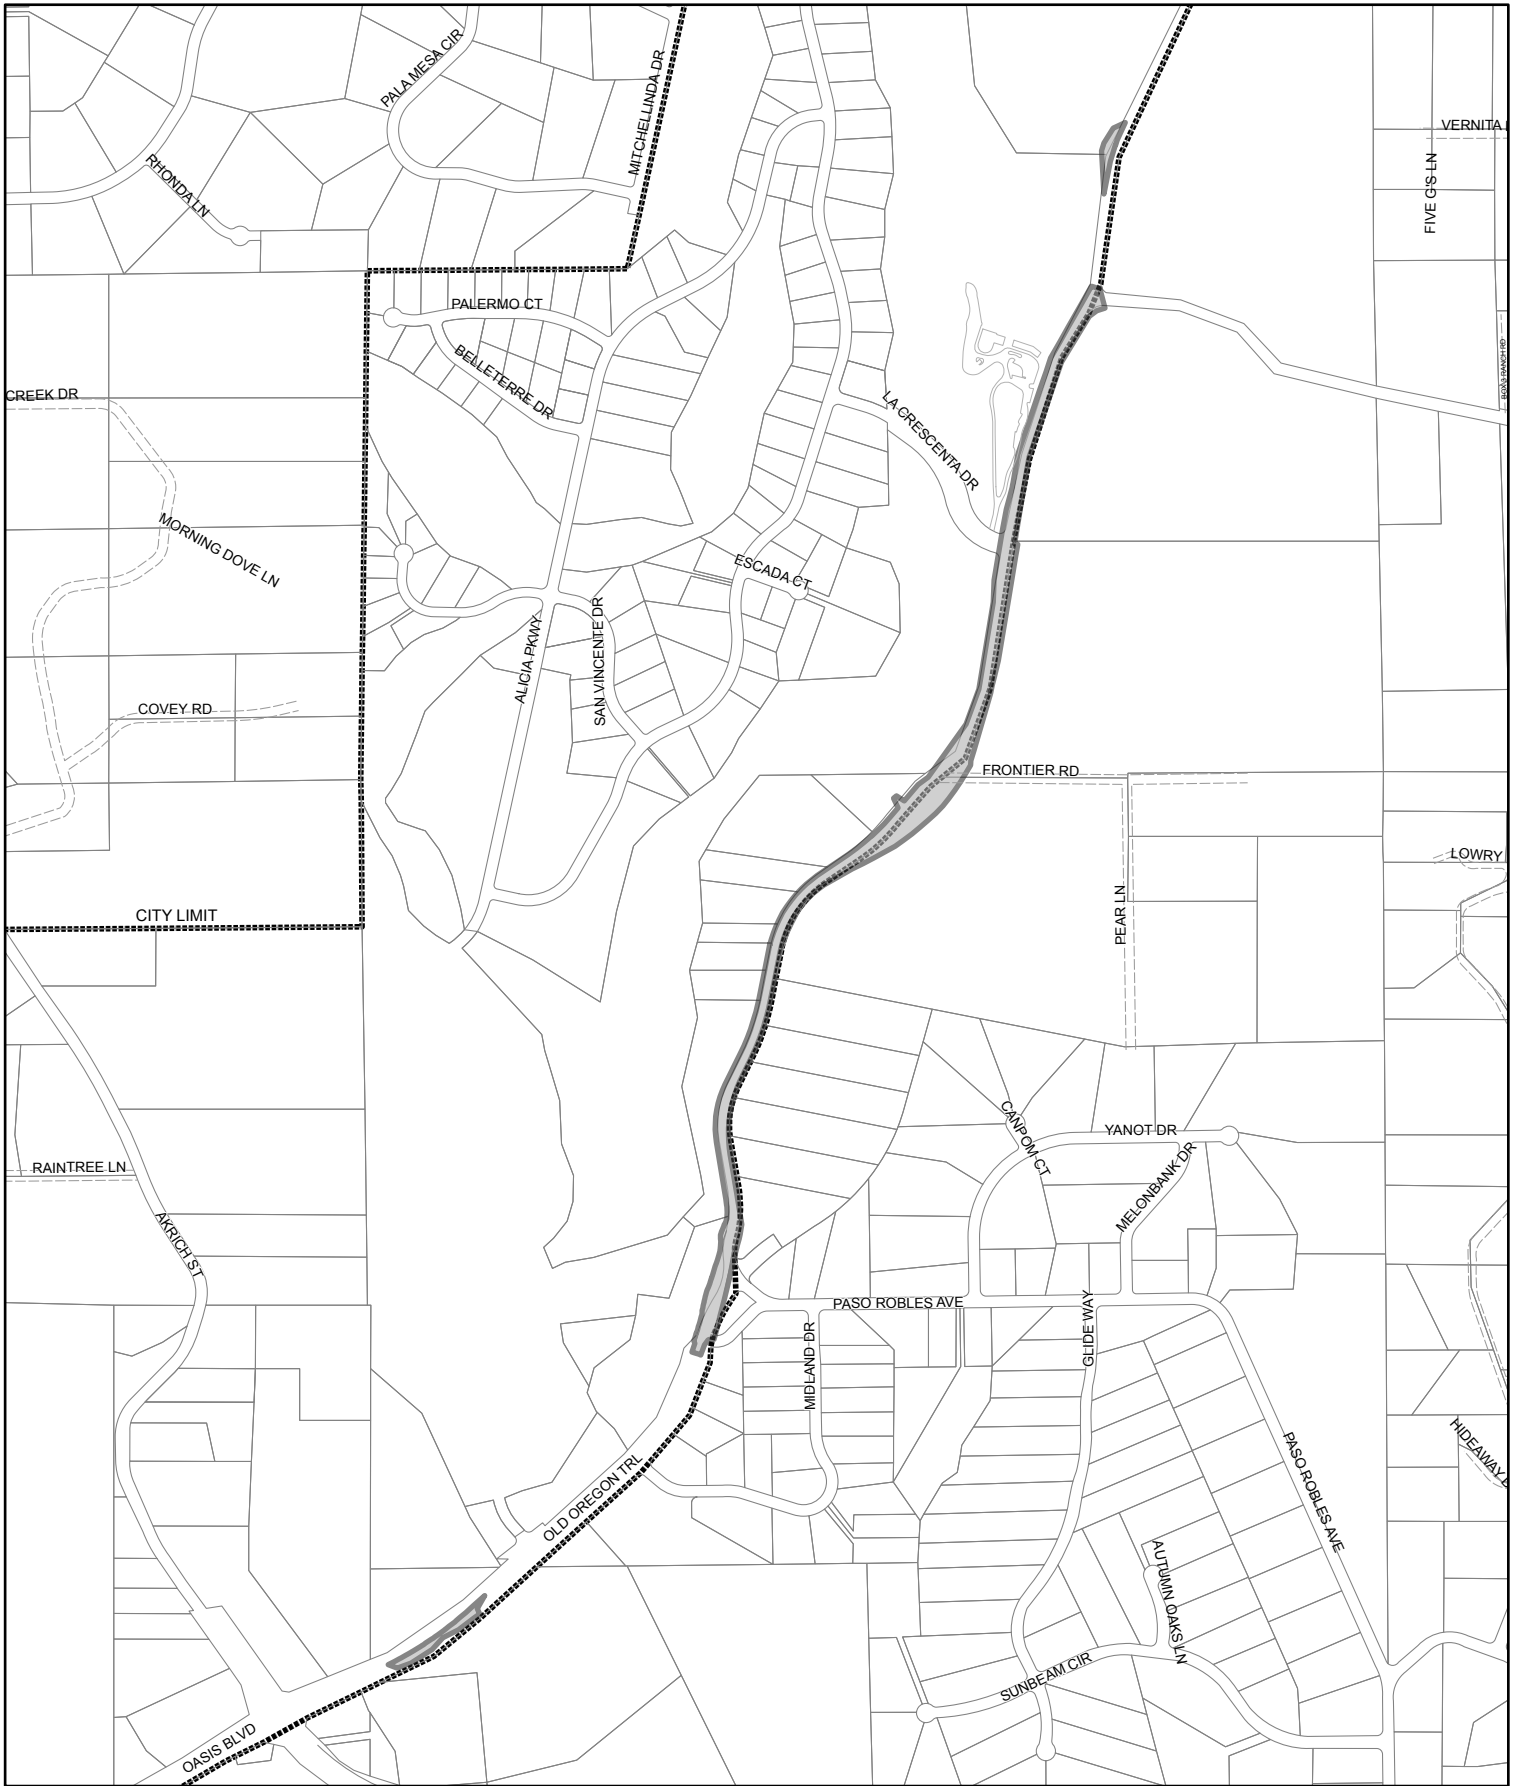 PALA MESA CIR
MITCHELLINDA DR
VERNITA
FIVE G'S LN
RHONDA LN
PALERMO CT
BELLETERRE DR
BOX S RANCH RD
CREEK DR
LA CRESCENTA DR
MORNING DOVE LN
ESCADA CT
SAN VINCENTE DR
ALICIA PKWY
COVEY RD
FRONTIER RD
LOWRY
PEAR LN
CITY LIMIT
CANPOM CT
YANOT DR
MELONBANK DR
RAINTREE LN
AKRICH ST
PASO ROBLES AVE
GLIDE WAY
MIDLAND DR
HIDEAWAY
PASO ROBLES AVE
OLD OREGON TRL
AUTUMN OAKS LN
SUNBEAM CIR
OASIS BLVD